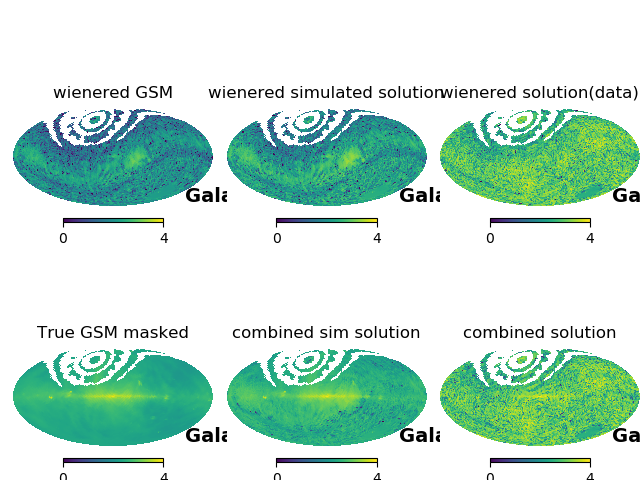 wienered GSM
wienered simulated solution
wienered solution(data)
Gala
Gala
Ga
0 4
0 4
0 4
True GSM masked
combined sim solution
combined solution
Gala
Gala
Ga
0 4
0 4
0 4